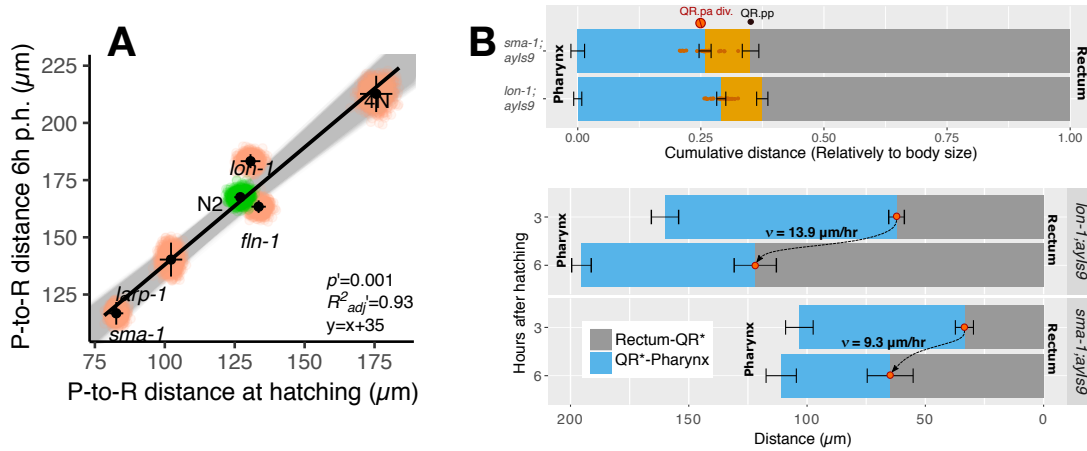 A
P-to-R distance 6h p.h. (µm)
225
200
175
150
125
4N
lon-1
N2
fln-1
larp-1
sma-1
p'=0.001
R²adj'=0.93
y=x+35
75
100
125
150
175
P-to-R distance at hatching (µm)
B
QR.pa div.
QR.pp
sma-1;
ayIs9
lon-1;
ayIs9
Pharynx
Rectum
0.00
0.25
0.50
0.75
1.00
Cumulative distance (Relatively to body size)
Hours after hatching
3
6
3
6
Pharynx
Rectum
ν = 13.9 µm/hr
lon-1;ayIs9
Pharynx
Rectum
ν = 9.3 µm/hr
sma-1;ayIs9
Rectum-QR*
QR*-Pharynx
200
150
100
50
0
Distance (µm)